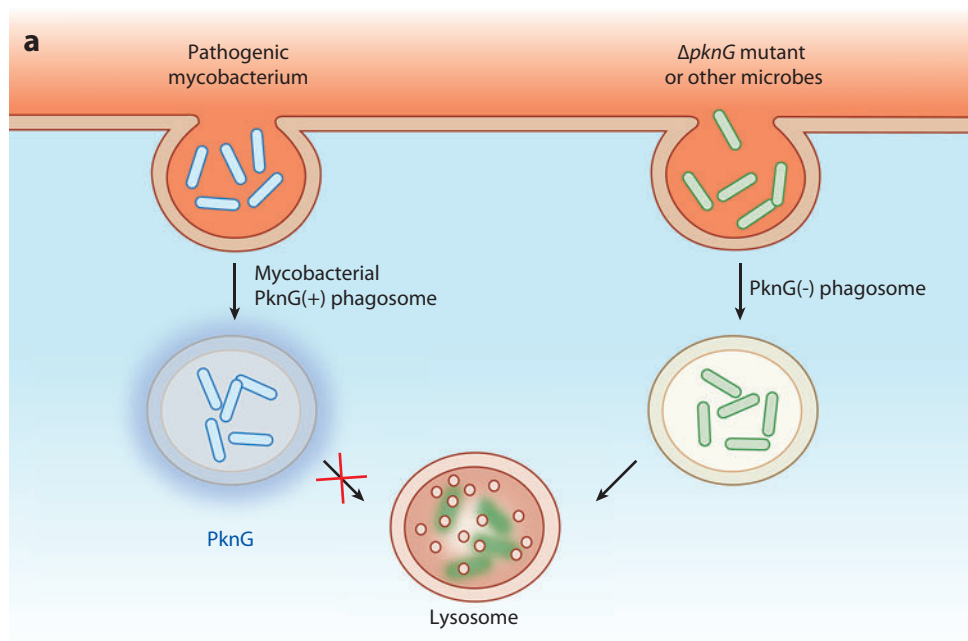 a
Pathogenic
mycobacterium
ΔpknG mutant
or other microbes
Mycobacterial
PknG(+) phagosome
PknG(-) phagosome
PknG
Lysosome